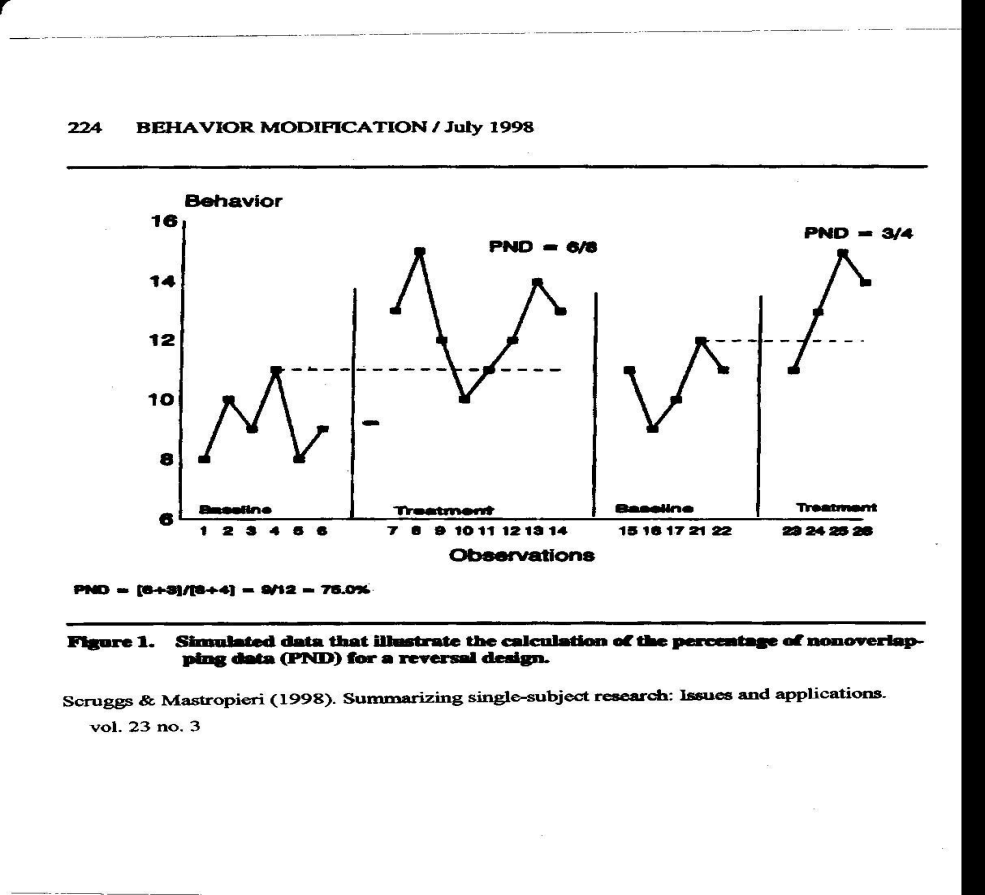 224 BEHAVIOR MODIFICATION / July 1998
Behavior
16
PND = 6/8
PND = 3/4
14
12
10
8
6
Baseline
Treatment
Baseline
Treatment
1 2 3 4 5 6 7 8 9 10 11 12 13 14 15 16 17 21 22 23 24 25 26
Observations
PND = [6+3]/[8+4] = 9/12 = 75.0%
Figure 1. Simulated data that illustrate the calculation of the percentage of nonoverlap-
ping data (PND) for a reversal design.
Scruggs & Mastropieri (1998). Summarizing single-subject research: Issues and applications.
vol. 23 no. 3